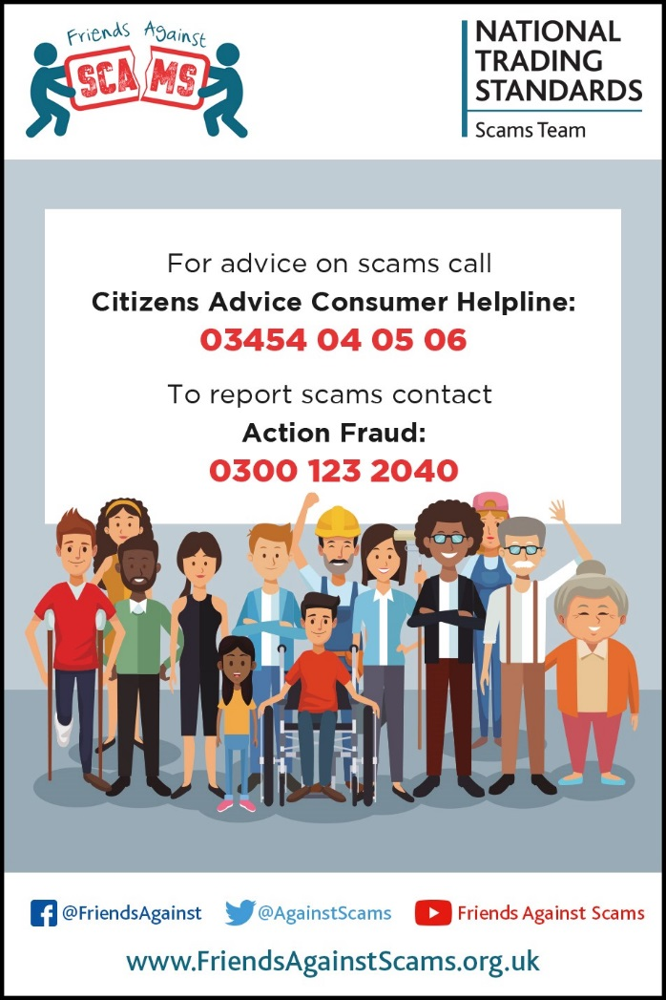 Friends Against
SCAMS
NATIONAL
TRADING
STANDARDS
Scams Team
For advice on scams call
Citizens Advice Consumer Helpline:
03454 04 05 06
To report scams contact
Action Fraud:
0300 123 2040
@FriendsAgainst
@AgainstScams
Friends Against Scams
www.FriendsAgainstScams.org.uk